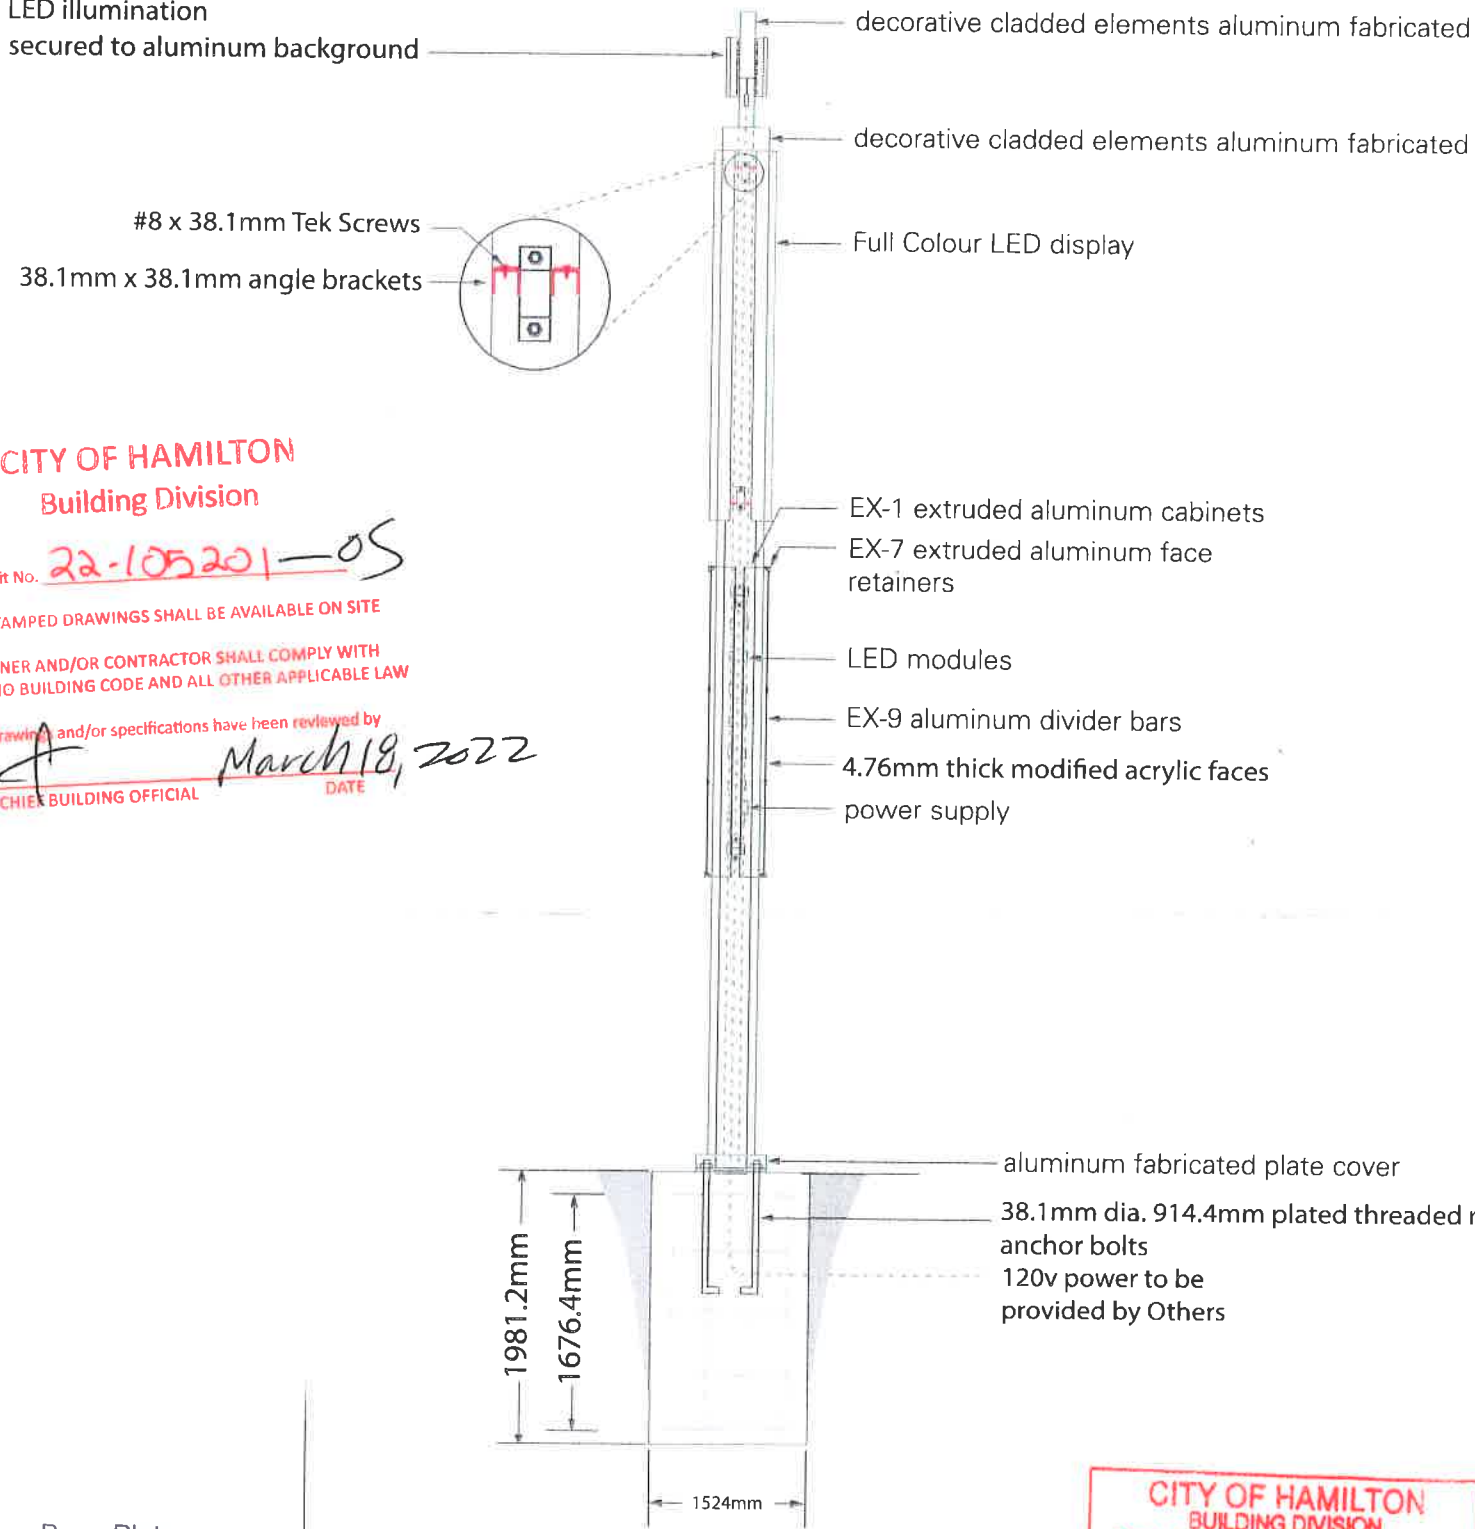 LED illumination
secured to aluminum background
decorative cladded elements aluminum fabricated
decorative cladded elements aluminum fabricated
#8 x 38.1mm Tek Screws
38.1mm x 38.1mm angle brackets
Full Colour LED display
CITY OF HAMILTON
Building Division
it No. 22-105201-0S
AMPED DRAWINGS SHALL BE AVAILABLE ON SITE
NER AND/OR CONTRACTOR SHALL COMPLY WITH
IO BUILDING CODE AND ALL OTHER APPLICABLE LAW
rawings and/or specifications have been reviewed by
March 18, 2022
CHIEF BUILDING OFFICIAL
DATE
EX-1 extruded aluminum cabinets
EX-7 extruded aluminum face
retainers
LED modules
EX-9 aluminum divider bars
4.76mm thick modified acrylic faces
power supply
aluminum fabricated plate cover
38.1mm dia. 914.4mm plated threaded
anchor bolts
120v power to be
provided by Others
1981.2mm
1676.4mm
1524mm
CITY OF HAMILTON
BUILDING DIVISION